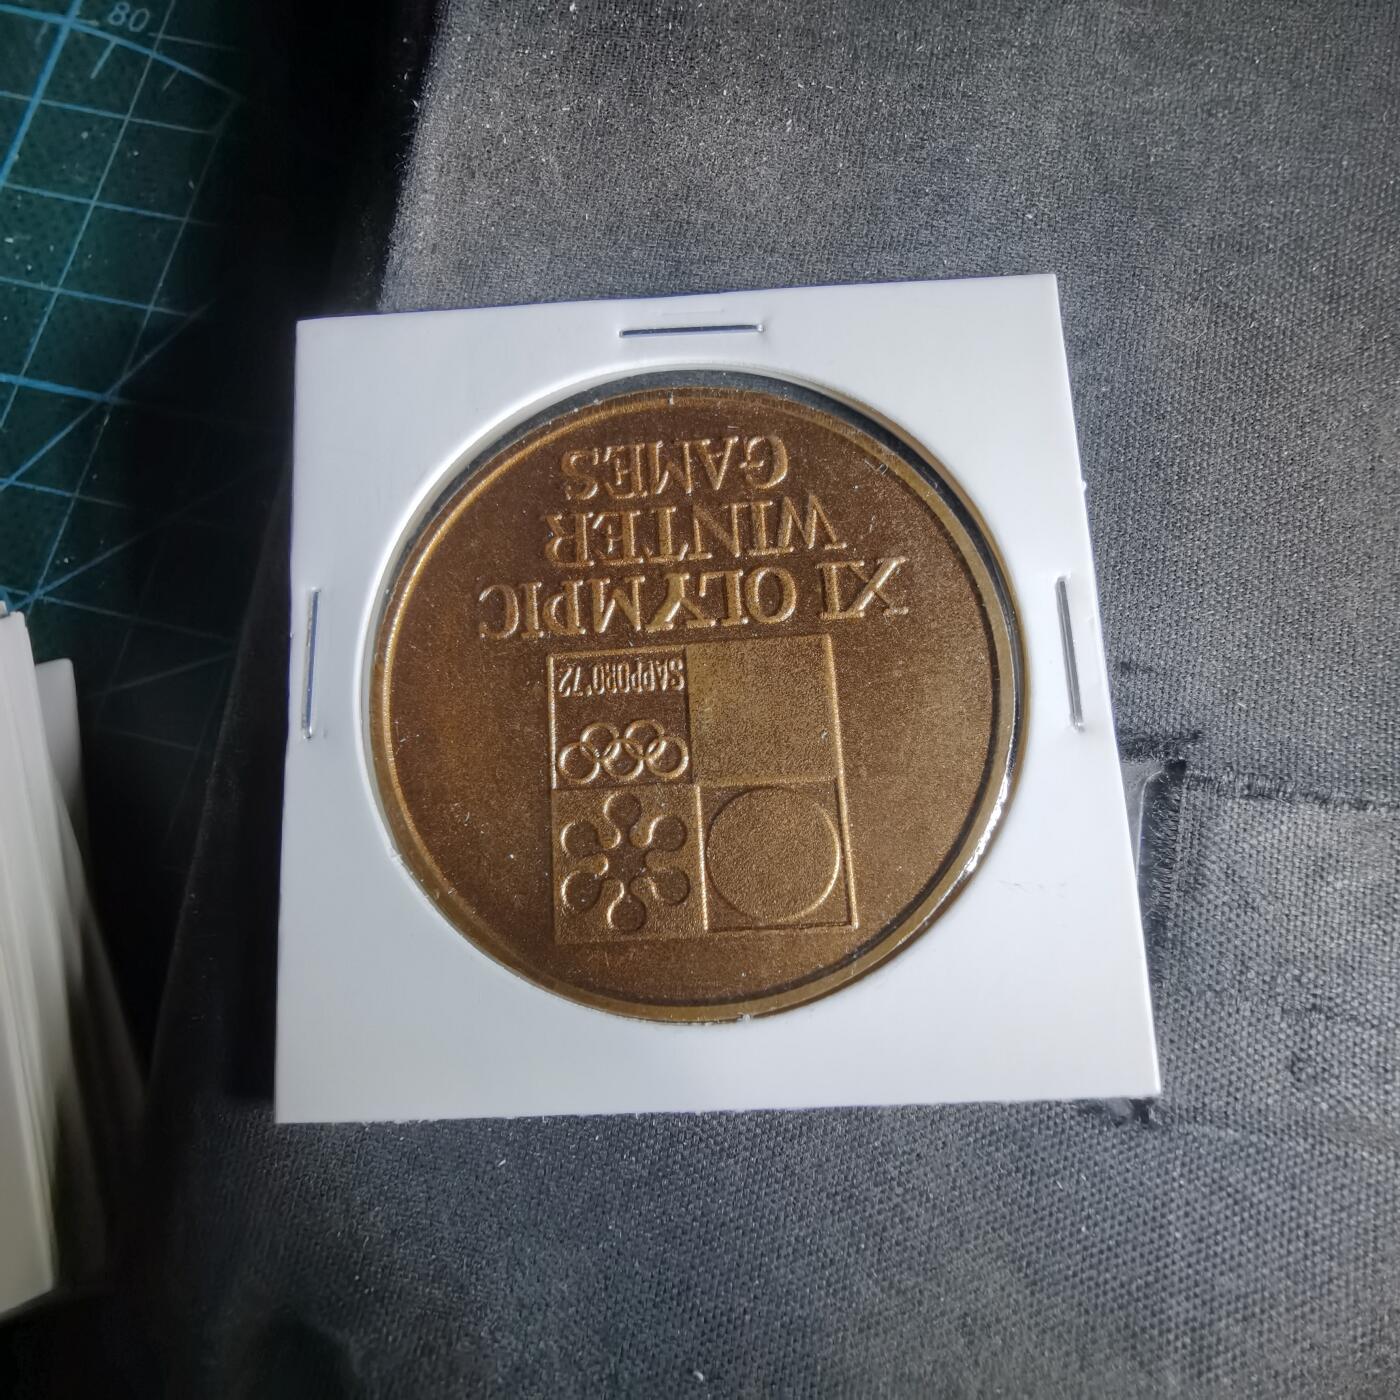 80
SAPPORO'72
XI OLYMPIC
WINTER
GAMES